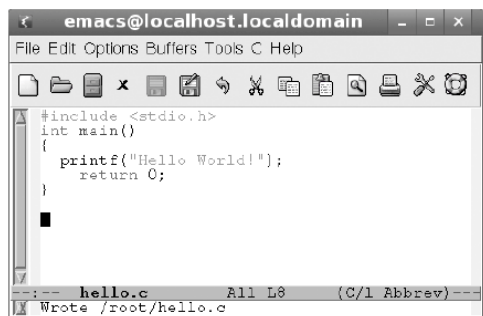 emacs@localhost.localdomain
File Edit Options Buffers Tools C Help
#include <stdio.h>
int main()
{
  printf("Hello World!");
    return 0;
}
--:-- hello.c All L8 (C/l Abbrev)---
Wrote /root/hello.c